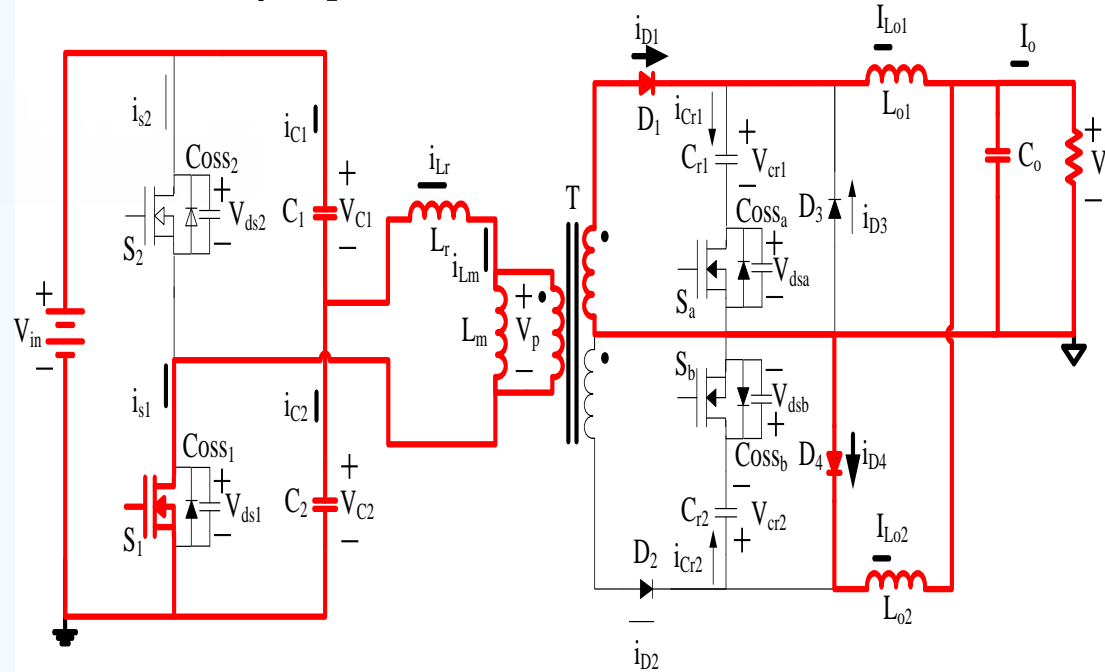 i_D1
I_Lo1
I_o
i_s2
i_C1
i_Cr1
D_1
L_o1
+
Coss_2
+
i_Lr
C_r1
V_cr1
C_o
V
−
+
V_ds2
−
S_2
C_1
V_C1
−
L_r
T
Coss_a
D_3
i_D3
+
V_dsa
−
S_a
i_Lm
+
V_in
−
L_m
+
V_p
−
S_b
−
V_dsb
+
i_s1
i_C2
Coss_1
Coss_b
D_4
i_D4
+
V_ds1
−
S_1
C_2
+
V_C2
−
−
C_r2
V_cr2
+
I_Lo2
D_2
i_Cr2
L_o2
i_D2